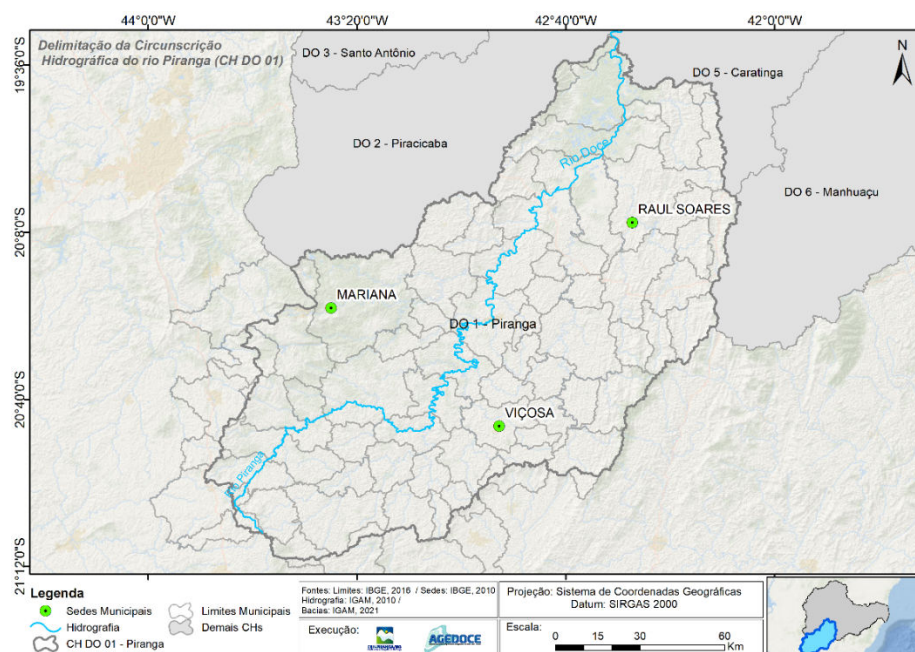 44°0'0"
43°20'0"
42°40'0"
42°0'0"
Delimitação da Circunscrição
Hidrográfica do rio Piranga (CH DO 01)
DO 3 - Santo Antônio
DO 5 - Caratinga
N
19°36'0"S
DO 2 - Piracicaba
Rio Doce
DO 6 - Manhuaçu
RAUL SOARES
20°8'0"S
MARIANA
DO 1 - Piranga
20°40'0"S
VIÇOSA
Rio Piranga
21°12'0"S
Legenda
Sedes Municipais
Limites Municipais
Hidrografia
Demais CHs
CH DO 01 - Piranga
Fontes: Limites: IBGE, 2016 / Sedes: IBGE, 2010
Hidrografia: IGAM, 2010 /
Bacias: IGAM, 2021
Execução:
AGEDOCE
Projeção: Sistema de Coordenadas Geográficas
Datum: SIRGAS 2000
Escala:
0 15 30 60
Km